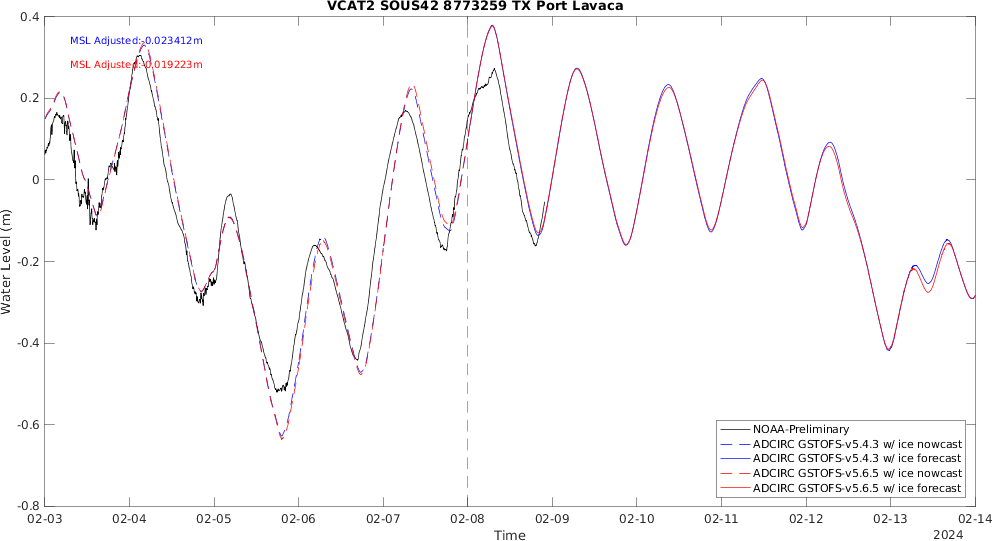 VCAT2 SOUS42 8773259 TX Port Lavaca
MSL Adjusted:-0.023412m
MSL Adjusted:-0.019223m
Water Level (m)
0.4
0.2
0
-0.2
-0.4
-0.6
-0.8
NOAA-Preliminary
ADCIRC GSTOFS-v5.4.3 w/ ice nowcast
ADCIRC GSTOFS-v5.4.3 w/ ice forecast
ADCIRC GSTOFS-v5.6.5 w/ ice nowcast
ADCIRC GSTOFS-v5.6.5 w/ ice forecast
02-03 02-04 02-05 02-06 02-07 02-08 02-09 02-10 02-11 02-12 02-13 02-14
Time
2024